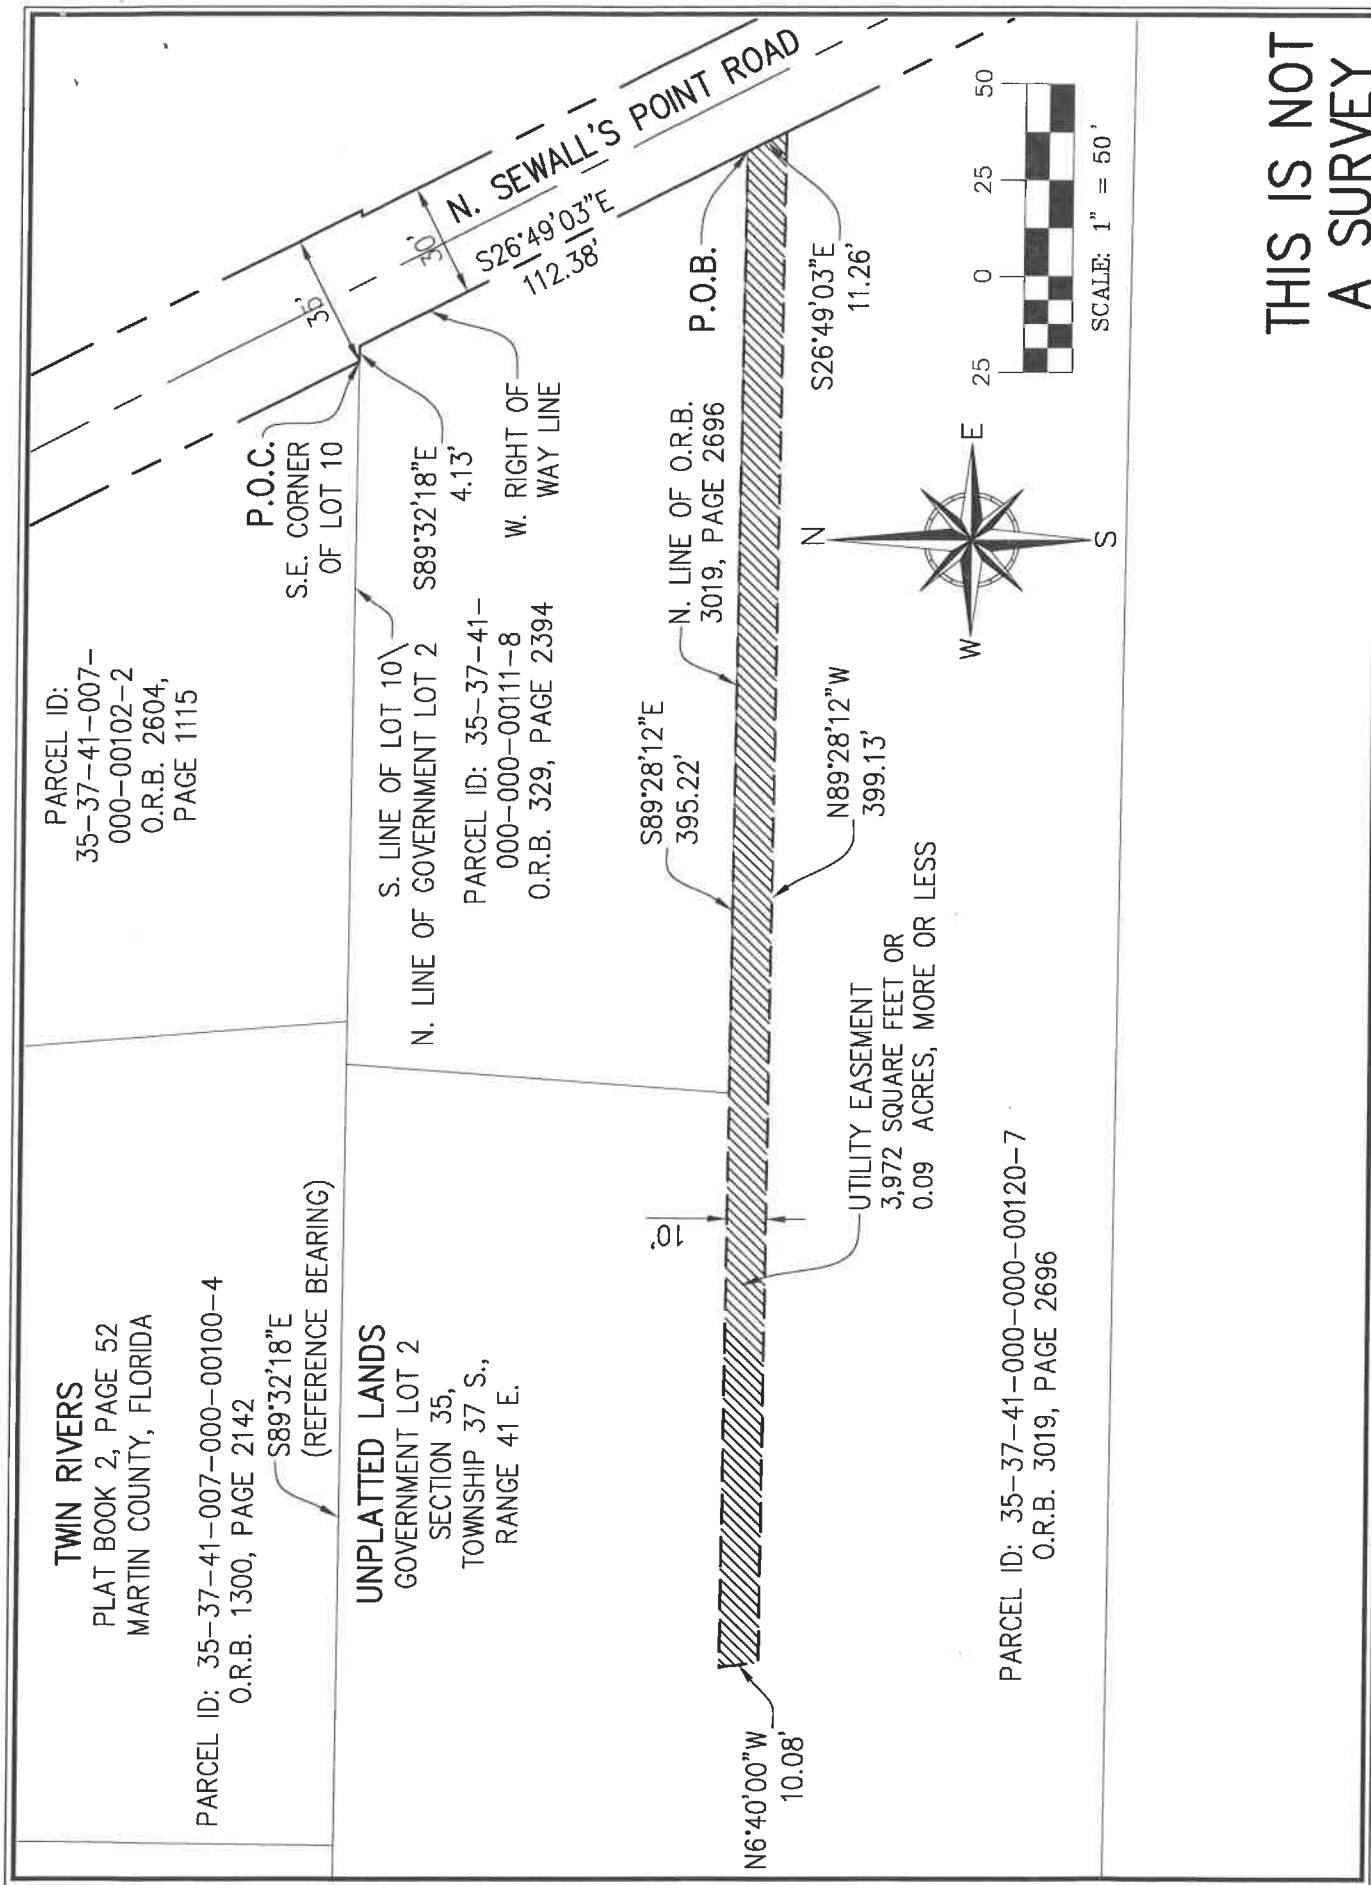 TWIN RIVERS
PLAT BOOK 2, PAGE 52
MARTIN COUNTY, FLORIDA
PARCEL ID: 35-37-41-007-000-00100-4
O.R.B. 1300, PAGE 2142
S89°32'18"E
(REFERENCE BEARING)
UNPLATTED LANDS
GOVERNMENT LOT 2
SECTION 35,
TOWNSHIP 37 S.,
RANGE 41 E.
PARCEL ID:
35-37-41-007-
000-00102-2
O.R.B. 2604,
PAGE 1115
P.O.C.
S.E. CORNER
OF LOT 10
S. LINE OF LOT 10
N. LINE OF GOVERNMENT LOT 2
S89°32'18"E
4.13'
PARCEL ID: 35-37-41-
000-000-00111-8
O.R.B. 329, PAGE 2394
W. RIGHT OF
WAY LINE
35'
30'
N. SEWALL'S POINT ROAD
S26°49'03"E
112.38'
P.O.B.
S89°28'12"E
395.22'
N. LINE OF O.R.B.
3019, PAGE 2696
S26°49'03"E
11.26'
N89°28'12"W
399.13'
10'
UTILITY EASEMENT
3,972 SQUARE FEET OR
0.09 ACRES, MORE OR LESS
N6°40'00"W
10.08'
PARCEL ID: 35-37-41-000-000-00120-7
O.R.B. 3019, PAGE 2696
N
W
E
S
25
0
25
50
SCALE: 1" = 50'
THIS IS NOT
A SURVEY